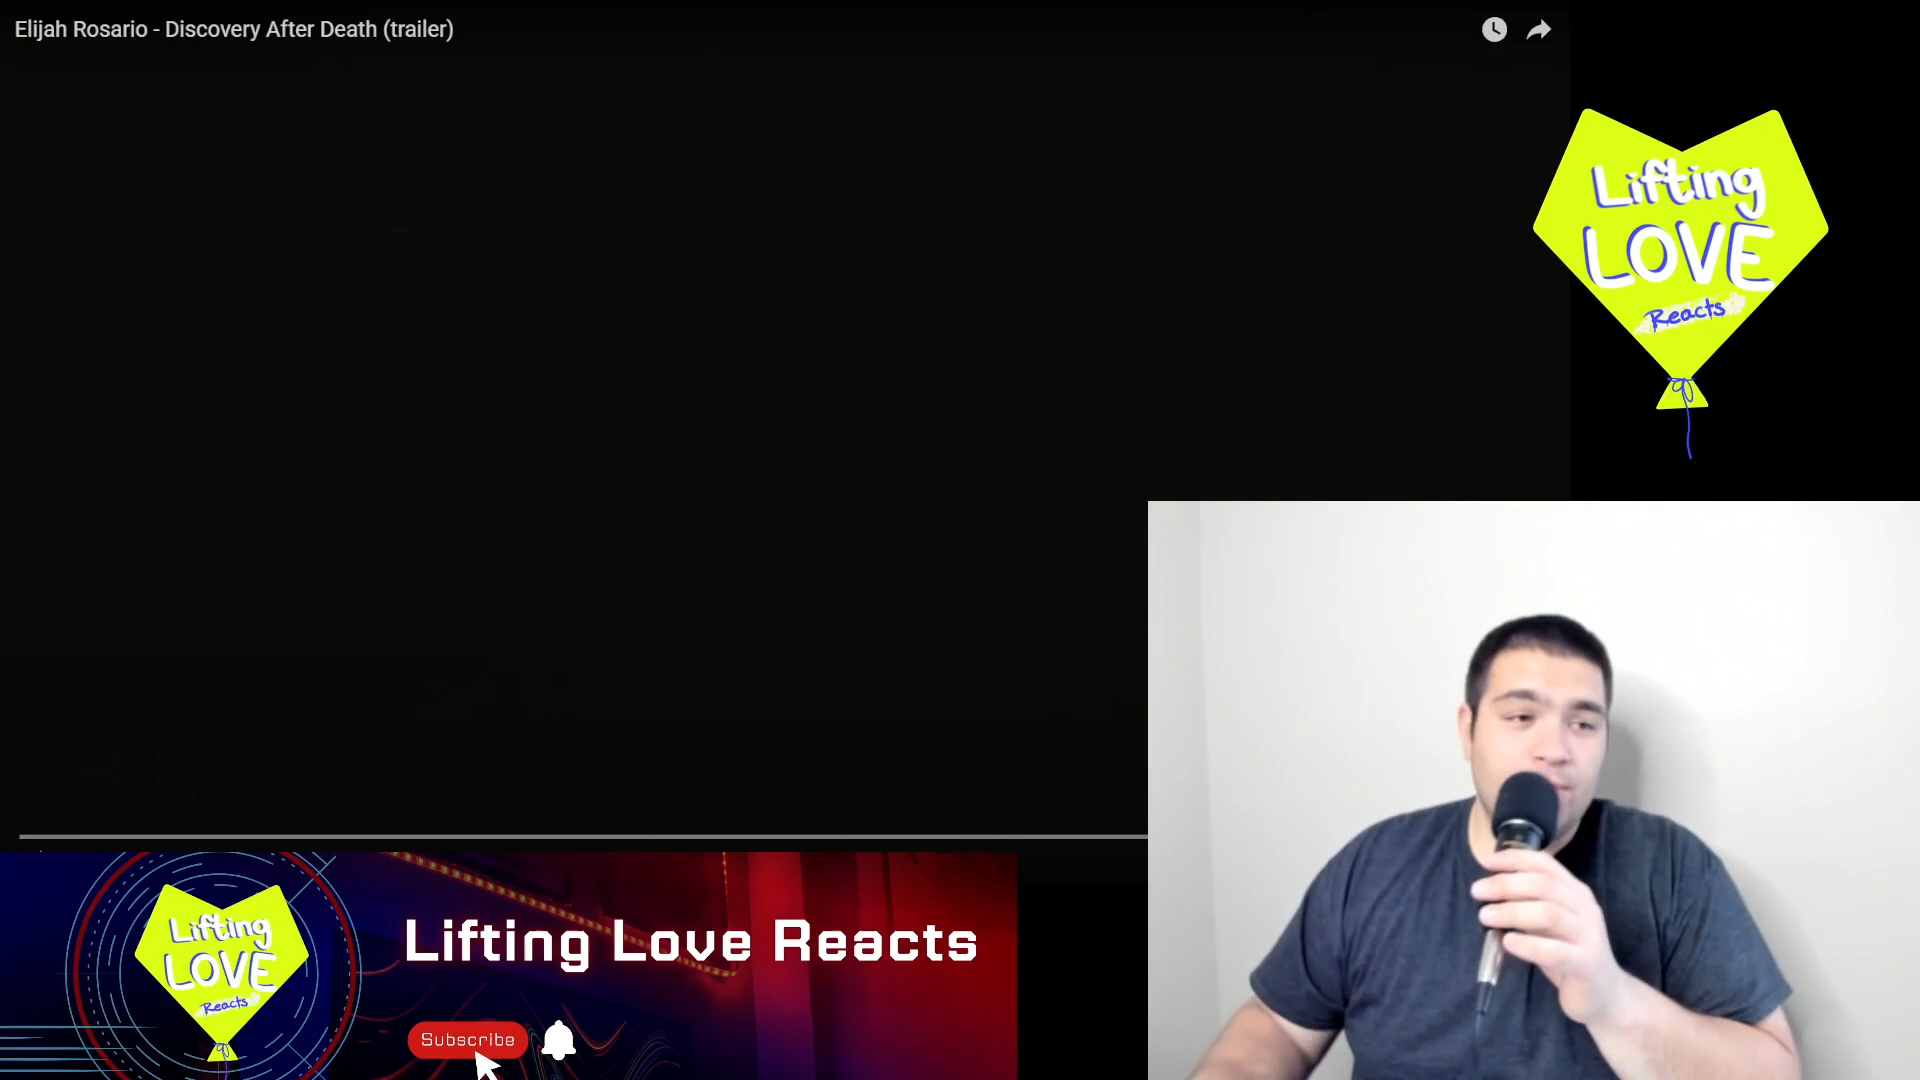 Elijah Rosario - Discovery After Death (trailer)
Lifting
LOVE
Reacts
Lifting
LOVE
Reacts
Lifting Love Reacts
Subscribe